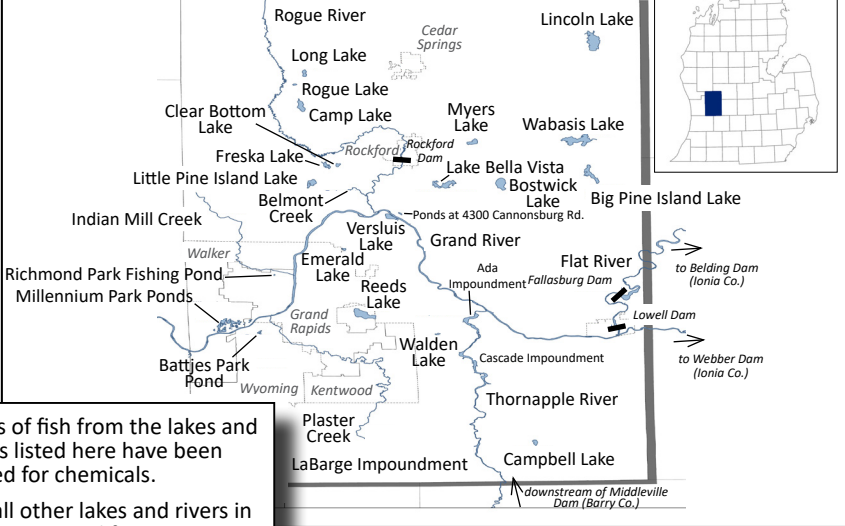 Rogue River
Lincoln Lake
Cedar
Springs
Long Lake
Rogue Lake
Camp Lake
Clear Bottom
Lake
Myers
Lake
Wabasis Lake
Rockford
Rockford
Dam
Freska Lake
Lake Bella Vista
Little Pine Island Lake
Bostwick
Lake
Big Pine Island Lake
Belmont
Creek
Ponds at 4300 Cannonsburg Rd.
Indian Mill Creek
Versluis
Lake
Grand River
Walker
Emerald
Lake
Flat River
to Belding Dam
(Ionia Co.)
Ada
Impoundment
Fallasburg Dam
Richmond Park Fishing Pond
Millennium Park Ponds
Reeds
Lake
Grand
Rapids
Lowell Dam
Walden
Lake
Cascade Impoundment
to Webber Dam
(Ionia Co.)
Battjes Park
Pond
Wyoming
Kentwood
Thornapple River
Plaster
Creek
LaBarge Impoundment
Campbell Lake
downstream of Middleville
Dam (Barry Co.)
s of fish from the lakes and
s listed here have been
ed for chemicals.
all other lakes and rivers in